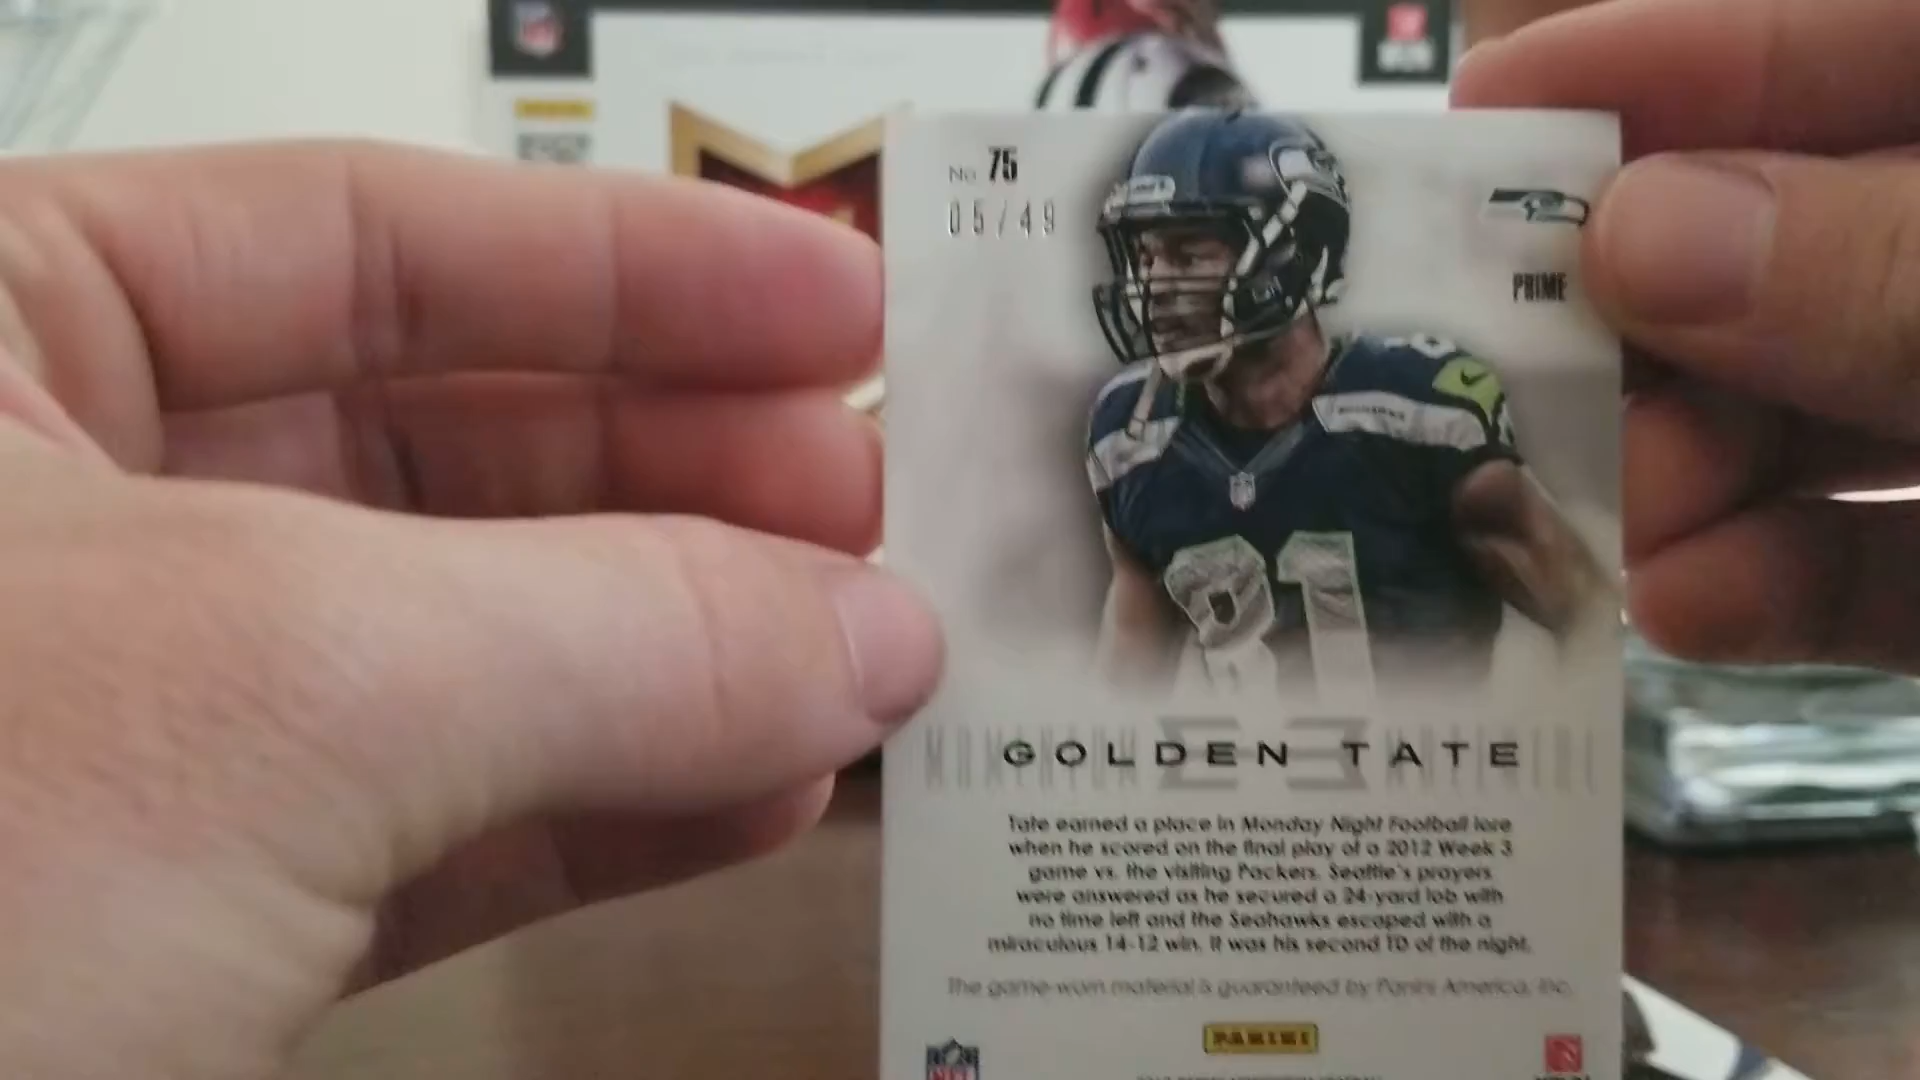 No. 75
05/49
PRIME
SEAHAWKS
81
GOLDEN TATE
Tate earned a place in Monday Night Football lore
when he scored on the final play of a 2012 Week 3
game vs. the visiting Packers. Seattle's prayers
were answered as he secured a 24-yard lob with
no time left and the Seahawks escaped with a
miraculous 14-12 win. It was his second TD of the night.
The game-worn material is guaranteed by Panini America, Inc.
PANINI
NFL